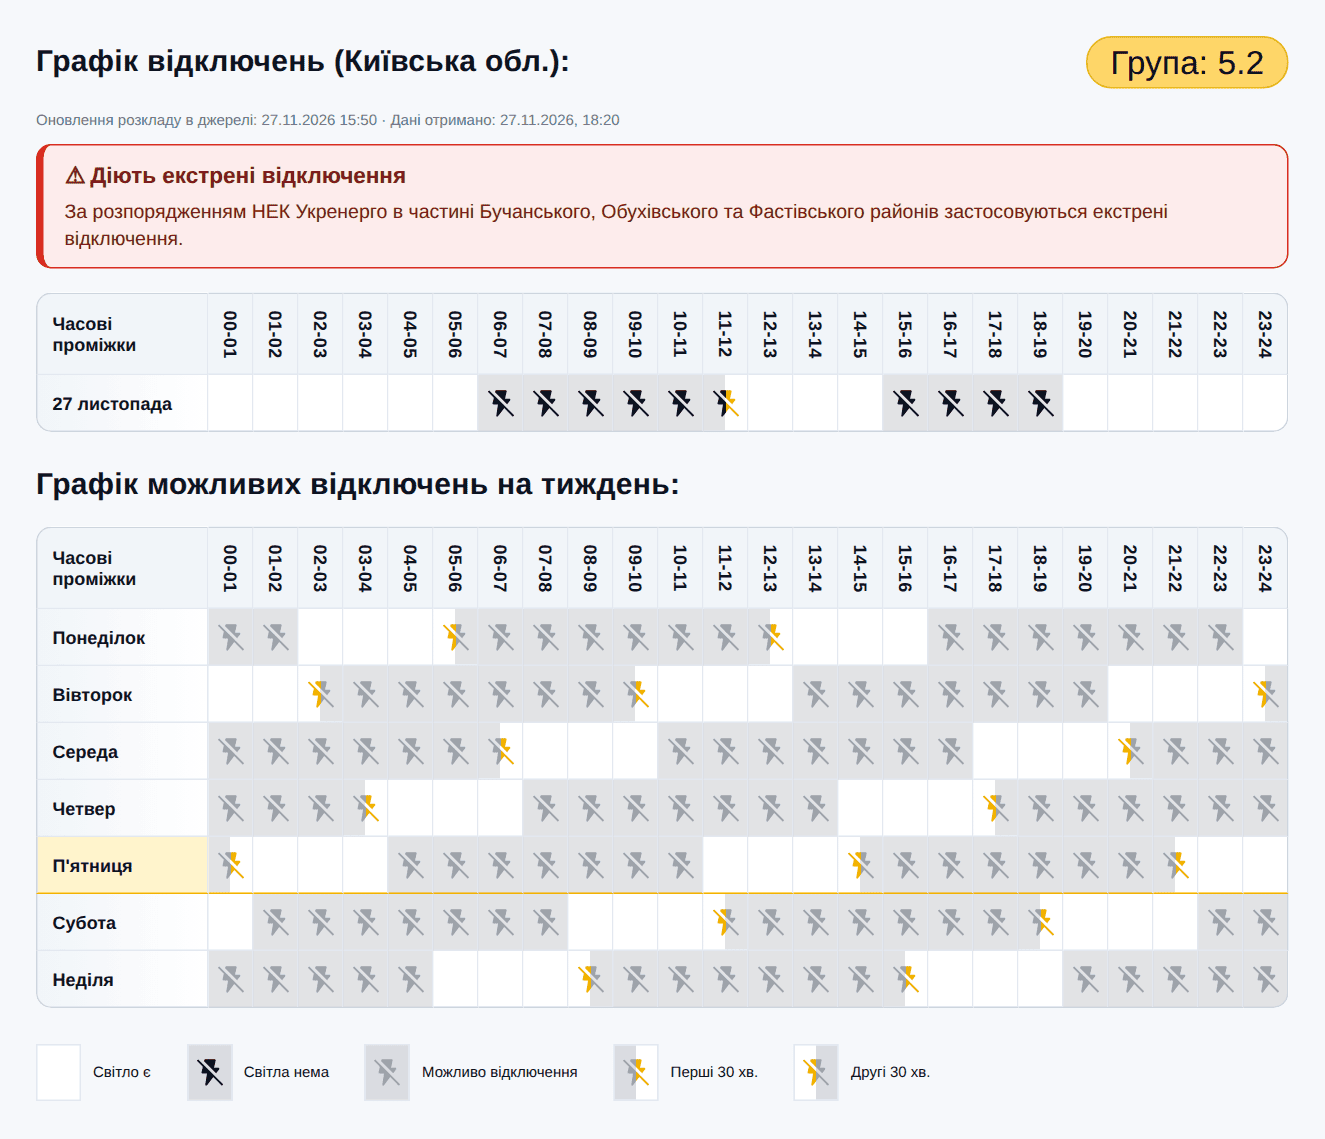 Графік відключень (Київська обл.):
Група: 5.2
Оновлення розкладу в джерелі: 27.11.2026 15:50 · Дані отримано: 27.11.2026, 18:20
⚠ Діють екстрені відключення
За розпорядженням НЕК Укренерго в частині Бучанського, Обухівського та Фастівського районів застосовуються екстрені
відключення.
Часові
проміжки
00-01 01-02 02-03 03-04 04-05 05-06 06-07 07-08 08-09 09-10 10-11 11-12 12-13 13-14 14-15 15-16 16-17 17-18 18-19 19-20 20-21 21-22 22-23 23-24
27 листопада
Графік можливих відключень на тиждень:
Часові
проміжки
00-01 01-02 02-03 03-04 04-05 05-06 06-07 07-08 08-09 09-10 10-11 11-12 12-13 13-14 14-15 15-16 16-17 17-18 18-19 19-20 20-21 21-22 22-23 23-24
Понеділок
Вівторок
Середа
Четвер
П'ятниця
Субота
Неділя
Світло є
Світла нема
Можливо відключення
Перші 30 хв.
Другі 30 хв.